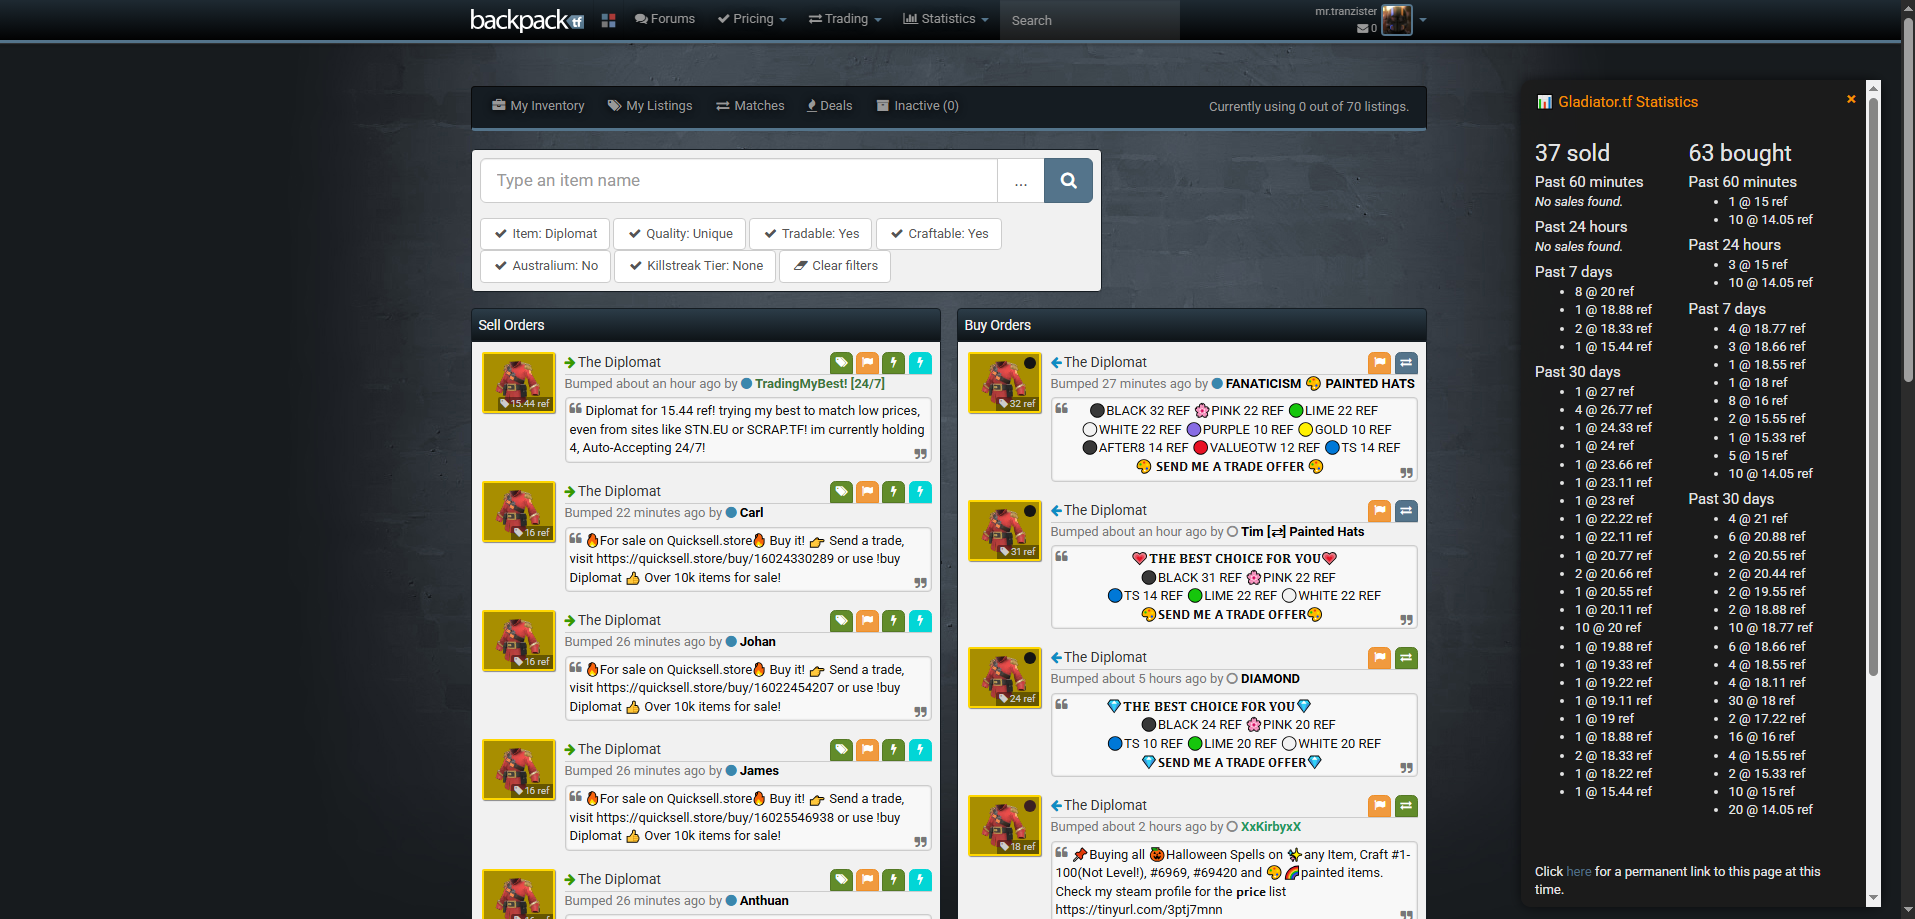 backpack.tf
Forums
Pricing
Trading
Statistics
Search
mr.tranzister
0
My Inventory
My Listings
Matches
Deals
Inactive (0)
Currently using 0 out of 70 listings.
Type an item name
...
Item: Diplomat
Quality: Unique
Tradable: Yes
Craftable: Yes
Australium: No
Killstreak Tier: None
Clear filters
Sell Orders
The Diplomat
Bumped about an hour ago by TradingMyBest! [24/7]
15.44 ref
Diplomat for 15.44 ref! trying my best to match low prices,
even from sites like STN.EU or SCRAP.TF! im currently holding
4, Auto-Accepting 24/7!
The Diplomat
Bumped 22 minutes ago by Carl
16 ref
🔥For sale on Quicksell.store🔥 Buy it! 👉 Send a trade,
visit https://quicksell.store/buy/16024330289 or use !buy
Diplomat 👍 Over 10k items for sale!
The Diplomat
Bumped 26 minutes ago by Johan
16 ref
🔥For sale on Quicksell.store🔥 Buy it! 👉 Send a trade,
visit https://quicksell.store/buy/16022454207 or use !buy
Diplomat 👍 Over 10k items for sale!
The Diplomat
Bumped 26 minutes ago by James
16 ref
🔥For sale on Quicksell.store🔥 Buy it! 👉 Send a trade,
visit https://quicksell.store/buy/16025546938 or use !buy
Diplomat 👍 Over 10k items for sale!
The Diplomat
Bumped 26 minutes ago by Anthuan
Buy Orders
The Diplomat
Bumped 27 minutes ago by FANATICISM 🎨 PAINTED HATS
32 ref
⚫BLACK 32 REF 🌸PINK 22 REF 🟢LIME 22 REF
⚪WHITE 22 REF 🟣PURPLE 10 REF 🟡GOLD 10 REF
⚫AFTER8 14 REF 🔴VALUEOTW 12 REF 🔵TS 14 REF
🎨 SEND ME A TRADE OFFER 🎨
The Diplomat
Bumped about an hour ago by Tim [⇄] Painted Hats
31 ref
💗THE BEST CHOICE FOR YOU💗
⚫BLACK 31 REF 🌸PINK 22 REF
🔵TS 14 REF 🟢LIME 22 REF ⚪WHITE 22 REF
🎨SEND ME A TRADE OFFER🎨
The Diplomat
Bumped about 5 hours ago by DIAMOND
24 ref
💎THE BEST CHOICE FOR YOU💎
⚫BLACK 24 REF 🌸PINK 20 REF
🔵TS 10 REF 🟢LIME 20 REF ⚪WHITE 20 REF
💎SEND ME A TRADE OFFER💎
The Diplomat
Bumped about 2 hours ago by XxKirbyxX
18 ref
📌Buying all 🎃Halloween Spells on ✨any Item, Craft #1-
100(Not Level!), #6969, #69420 and 🎨🌈painted items.
Check my steam profile for the price list
https://tinyurl.com/3ptj7mnn
📊 Gladiator.tf Statistics
×
37 sold
Past 60 minutes
No sales found.
Past 24 hours
No sales found.
Past 7 days
8 @ 20 ref
1 @ 18.88 ref
2 @ 18.33 ref
1 @ 15.44 ref
Past 30 days
1 @ 27 ref
4 @ 26.77 ref
1 @ 24.33 ref
1 @ 24 ref
1 @ 23.66 ref
1 @ 23.11 ref
1 @ 23 ref
1 @ 22.22 ref
1 @ 22.11 ref
1 @ 21 ref
1 @ 20.77 ref
2 @ 20.66 ref
1 @ 20.55 ref
1 @ 20.11 ref
10 @ 20 ref
1 @ 19.88 ref
1 @ 19.33 ref
1 @ 19.22 ref
1 @ 19.11 ref
1 @ 19 ref
1 @ 18.88 ref
2 @ 18.33 ref
1 @ 18.22 ref
1 @ 15.44 ref
63 bought
Past 60 minutes
1 @ 15 ref
10 @ 14.05 ref
Past 24 hours
3 @ 15 ref
10 @ 14.05 ref
Past 7 days
4 @ 18.77 ref
3 @ 18.66 ref
1 @ 18.55 ref
1 @ 18 ref
8 @ 16 ref
2 @ 15.55 ref
1 @ 15.33 ref
5 @ 15 ref
10 @ 14.05 ref
Past 30 days
4 @ 21 ref
6 @ 20.88 ref
2 @ 20.55 ref
2 @ 20.44 ref
2 @ 19.55 ref
2 @ 18.88 ref
10 @ 18.77 ref
6 @ 18.66 ref
4 @ 18.55 ref
4 @ 18.11 ref
30 @ 18 ref
2 @ 17.22 ref
16 @ 16 ref
4 @ 15.55 ref
2 @ 15.33 ref
10 @ 15 ref
20 @ 14.05 ref
Click here for a permanent link to this page at this
time.